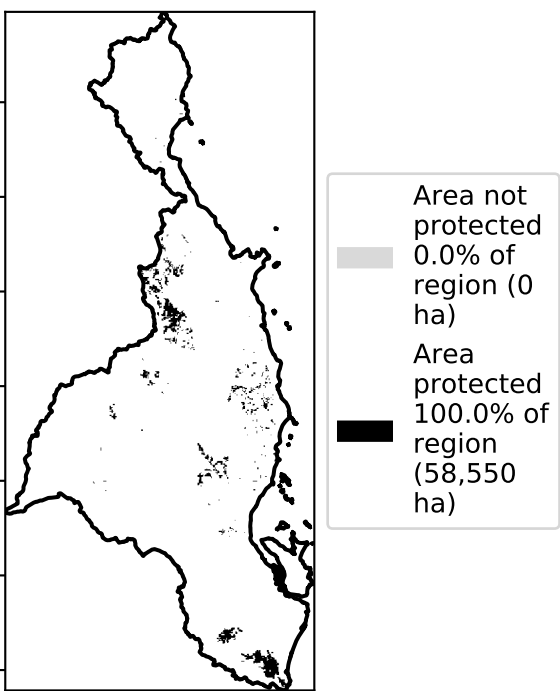 Area not
protected
0.0% of
region (0
ha)
Area
protected
100.0% of
region
(58,550
ha)